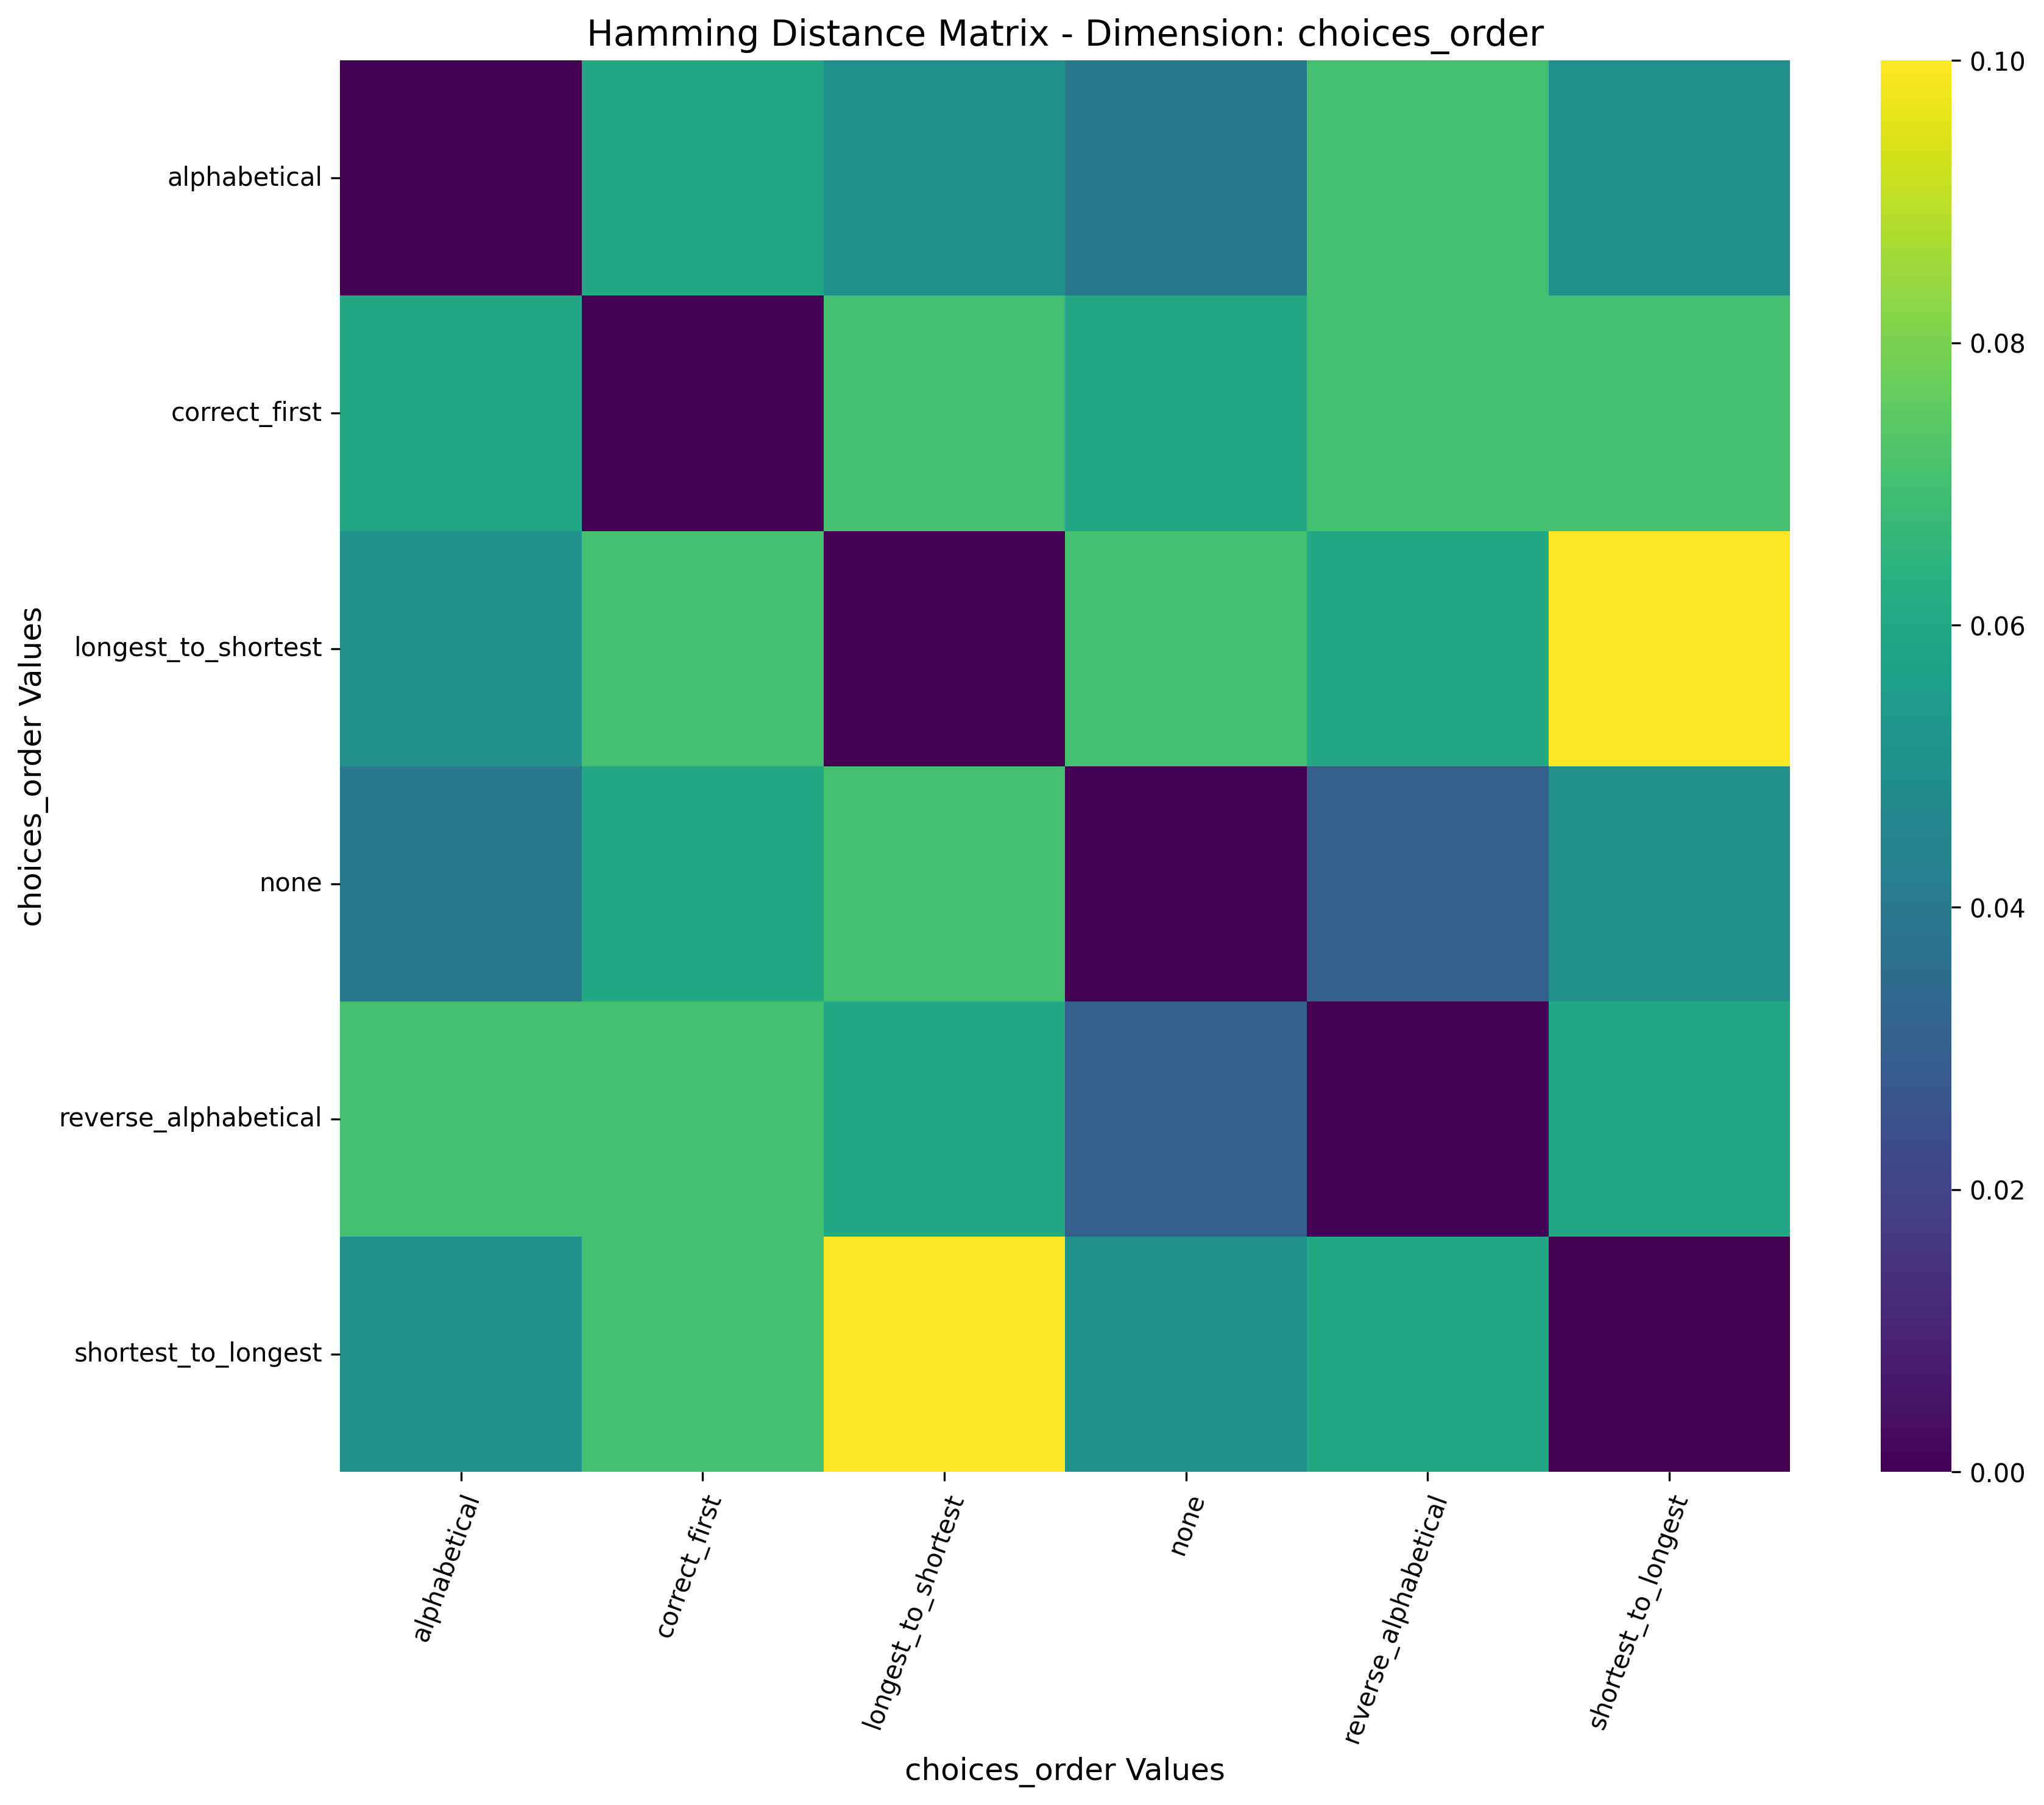 Hamming Distance Matrix - Dimension: choices_order
alphabetical
correct_first
longest_to_shortest
none
reverse_alphabetical
shortest_to_longest
choices_order Values
alphabetical
correct_first
longest_to_shortest
none
reverse_alphabetical
shortest_to_longest
choices_order Values
0.10
0.08
0.06
0.04
0.02
0.00